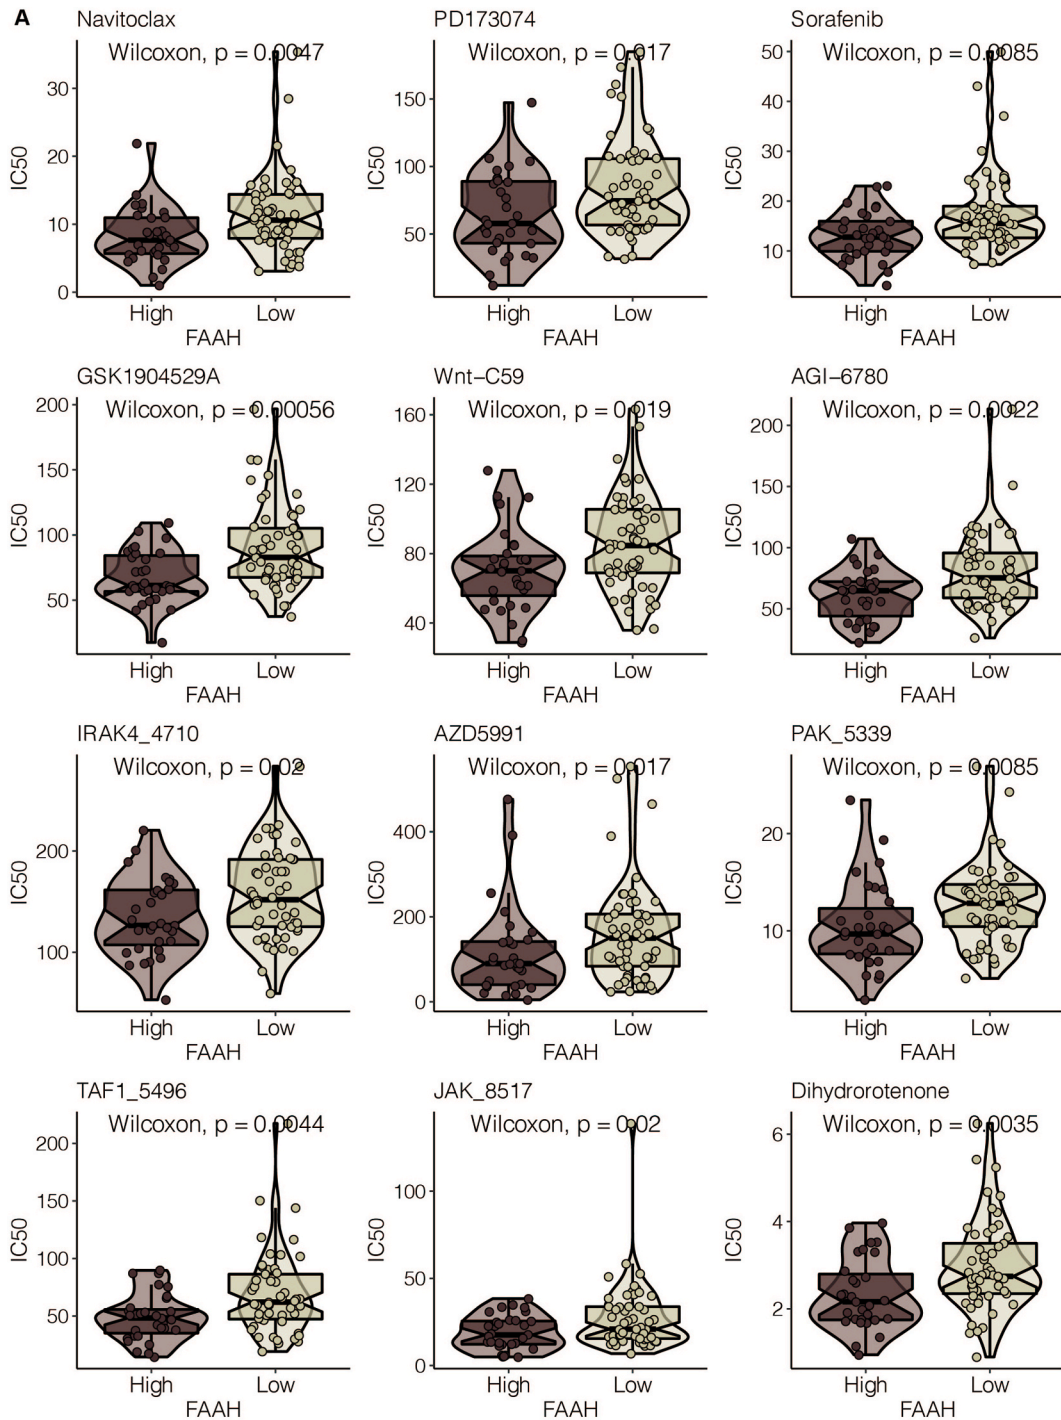 A
Navitoclax
Wilcoxon, p = 0.0047
IC50
30
20
10
0
High Low
FAAH
PD173074
Wilcoxon, p = 0.017
IC50
150
100
50
High Low
FAAH
Sorafenib
Wilcoxon, p = 0.0085
IC50
50
40
30
20
10
High Low
FAAH
GSK1904529A
Wilcoxon, p = 0.00056
IC50
200
150
100
50
High Low
FAAH
Wnt–C59
Wilcoxon, p = 0.019
IC50
160
120
80
40
High Low
FAAH
AGI–6780
Wilcoxon, p = 0.0022
IC50
200
150
100
50
High Low
FAAH
IRAK4_4710
Wilcoxon, p = 0.02
IC50
200
100
High Low
FAAH
AZD5991
Wilcoxon, p = 0.017
IC50
400
200
0
High Low
FAAH
PAK_5339
Wilcoxon, p = 0.0085
IC50
20
10
High Low
FAAH
TAF1_5496
Wilcoxon, p = 0.0044
IC50
200
150
100
50
High Low
FAAH
JAK_8517
Wilcoxon, p = 0.02
IC50
100
50
0
High Low
FAAH
Dihydrorotenone
Wilcoxon, p = 0.0035
IC50
6
4
2
High Low
FAAH